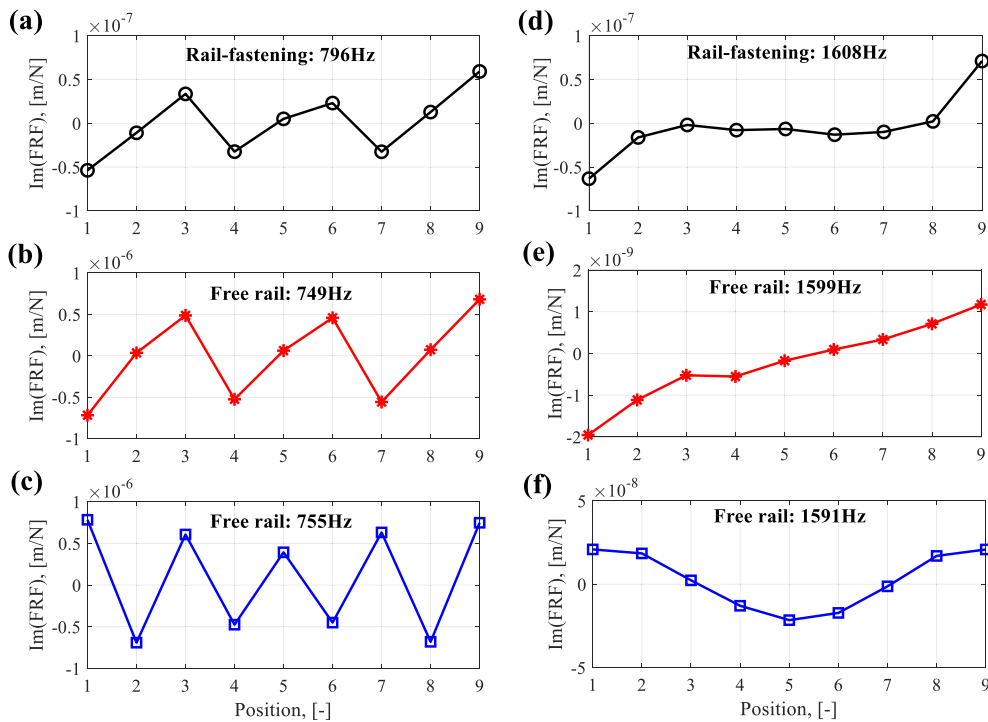 (a)
×10⁻⁷
Rail-fastening: 796Hz
Im(FRF), [m/N]
1
0.5
0
-0.5
-1
1 2 3 4 5 6 7 8 9
(b)
×10⁻⁶
Free rail: 749Hz
Im(FRF), [m/N]
1
0.5
0
-0.5
-1
1 2 3 4 5 6 7 8 9
(c)
×10⁻⁶
Free rail: 755Hz
Im(FRF), [m/N]
1
0.5
0
-0.5
-1
1 2 3 4 5 6 7 8 9
Position, [-]
(d)
×10⁻⁷
Rail-fastening: 1608Hz
Im(FRF), [m/N]
1
0.5
0
-0.5
-1
1 2 3 4 5 6 7 8 9
(e)
×10⁻⁹
Free rail: 1599Hz
Im(FRF), [m/N]
2
1
0
-1
-2
1 2 3 4 5 6 7 8 9
(f)
×10⁻⁸
Free rail: 1591Hz
Im(FRF), [m/N]
5
0
-5
1 2 3 4 5 6 7 8 9
Position, [-]